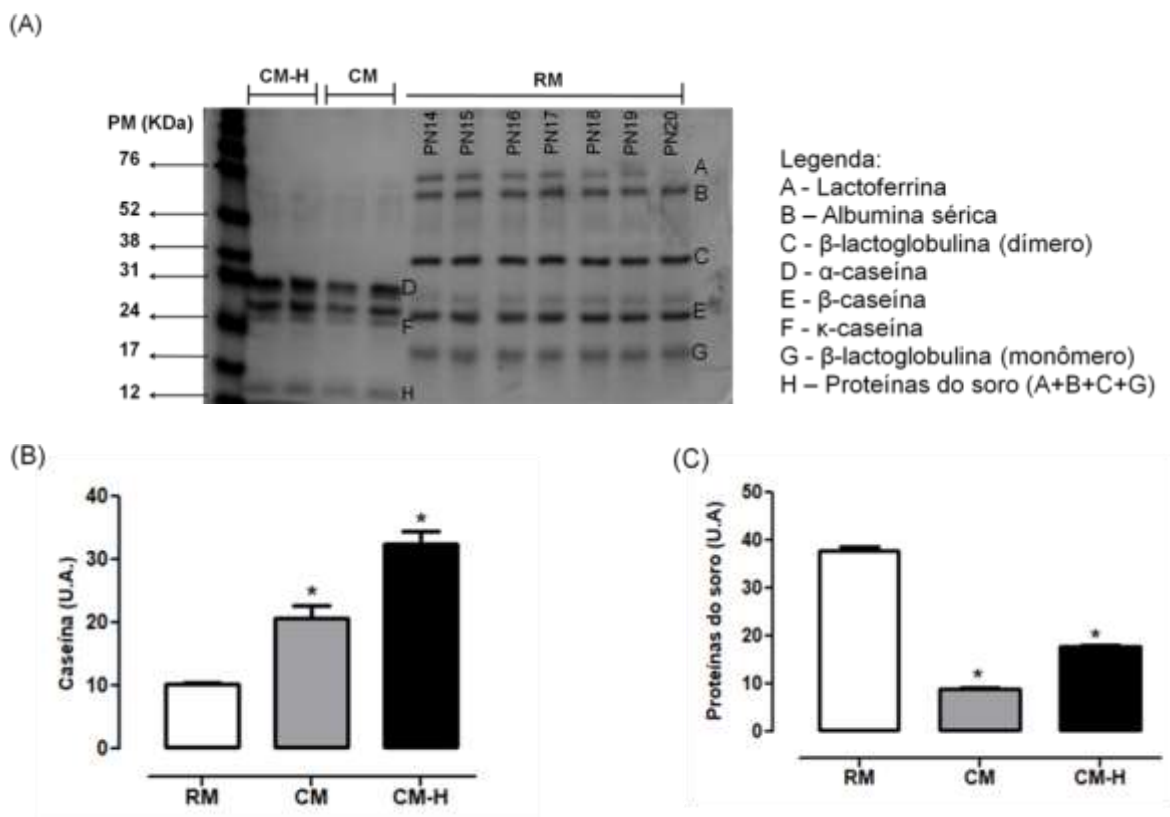 (A)
CM-H CM RM
PM (KDa)
PN14 PN15 PN16 PN17 PN18 PN19 PN20
76
52
38
31
24
17
12
A
B
C
D
E
F
G
H
Legenda:
A - Lactoferrina
B – Albumina sérica
C - β-lactoglobulina (dímero)
D - α-caseína
E - β-caseína
F - κ-caseína
G - β-lactoglobulina (monômero)
H – Proteínas do soro (A+B+C+G)
(B)
Caseína (U.A.)
40
30
20
10
0
*
*
RM CM CM-H
(C)
Proteínas do soro (U.A)
50
40
30
20
10
0
*
*
RM CM CM-H